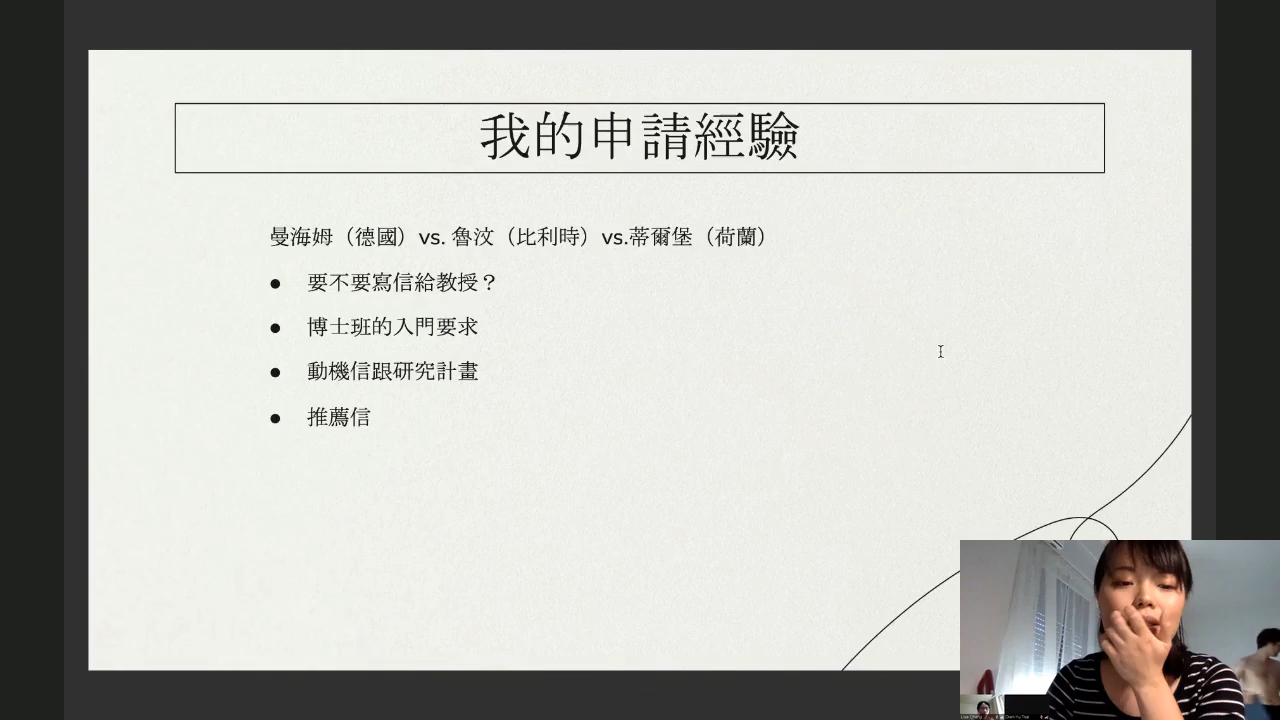 我的申請經驗
曼海姆（德國）vs. 魯汶（比利時）vs.蒂爾堡（荷蘭）
● 要不要寫信給教授？
● 博士班的入門要求
● 動機信跟研究計畫
● 推薦信